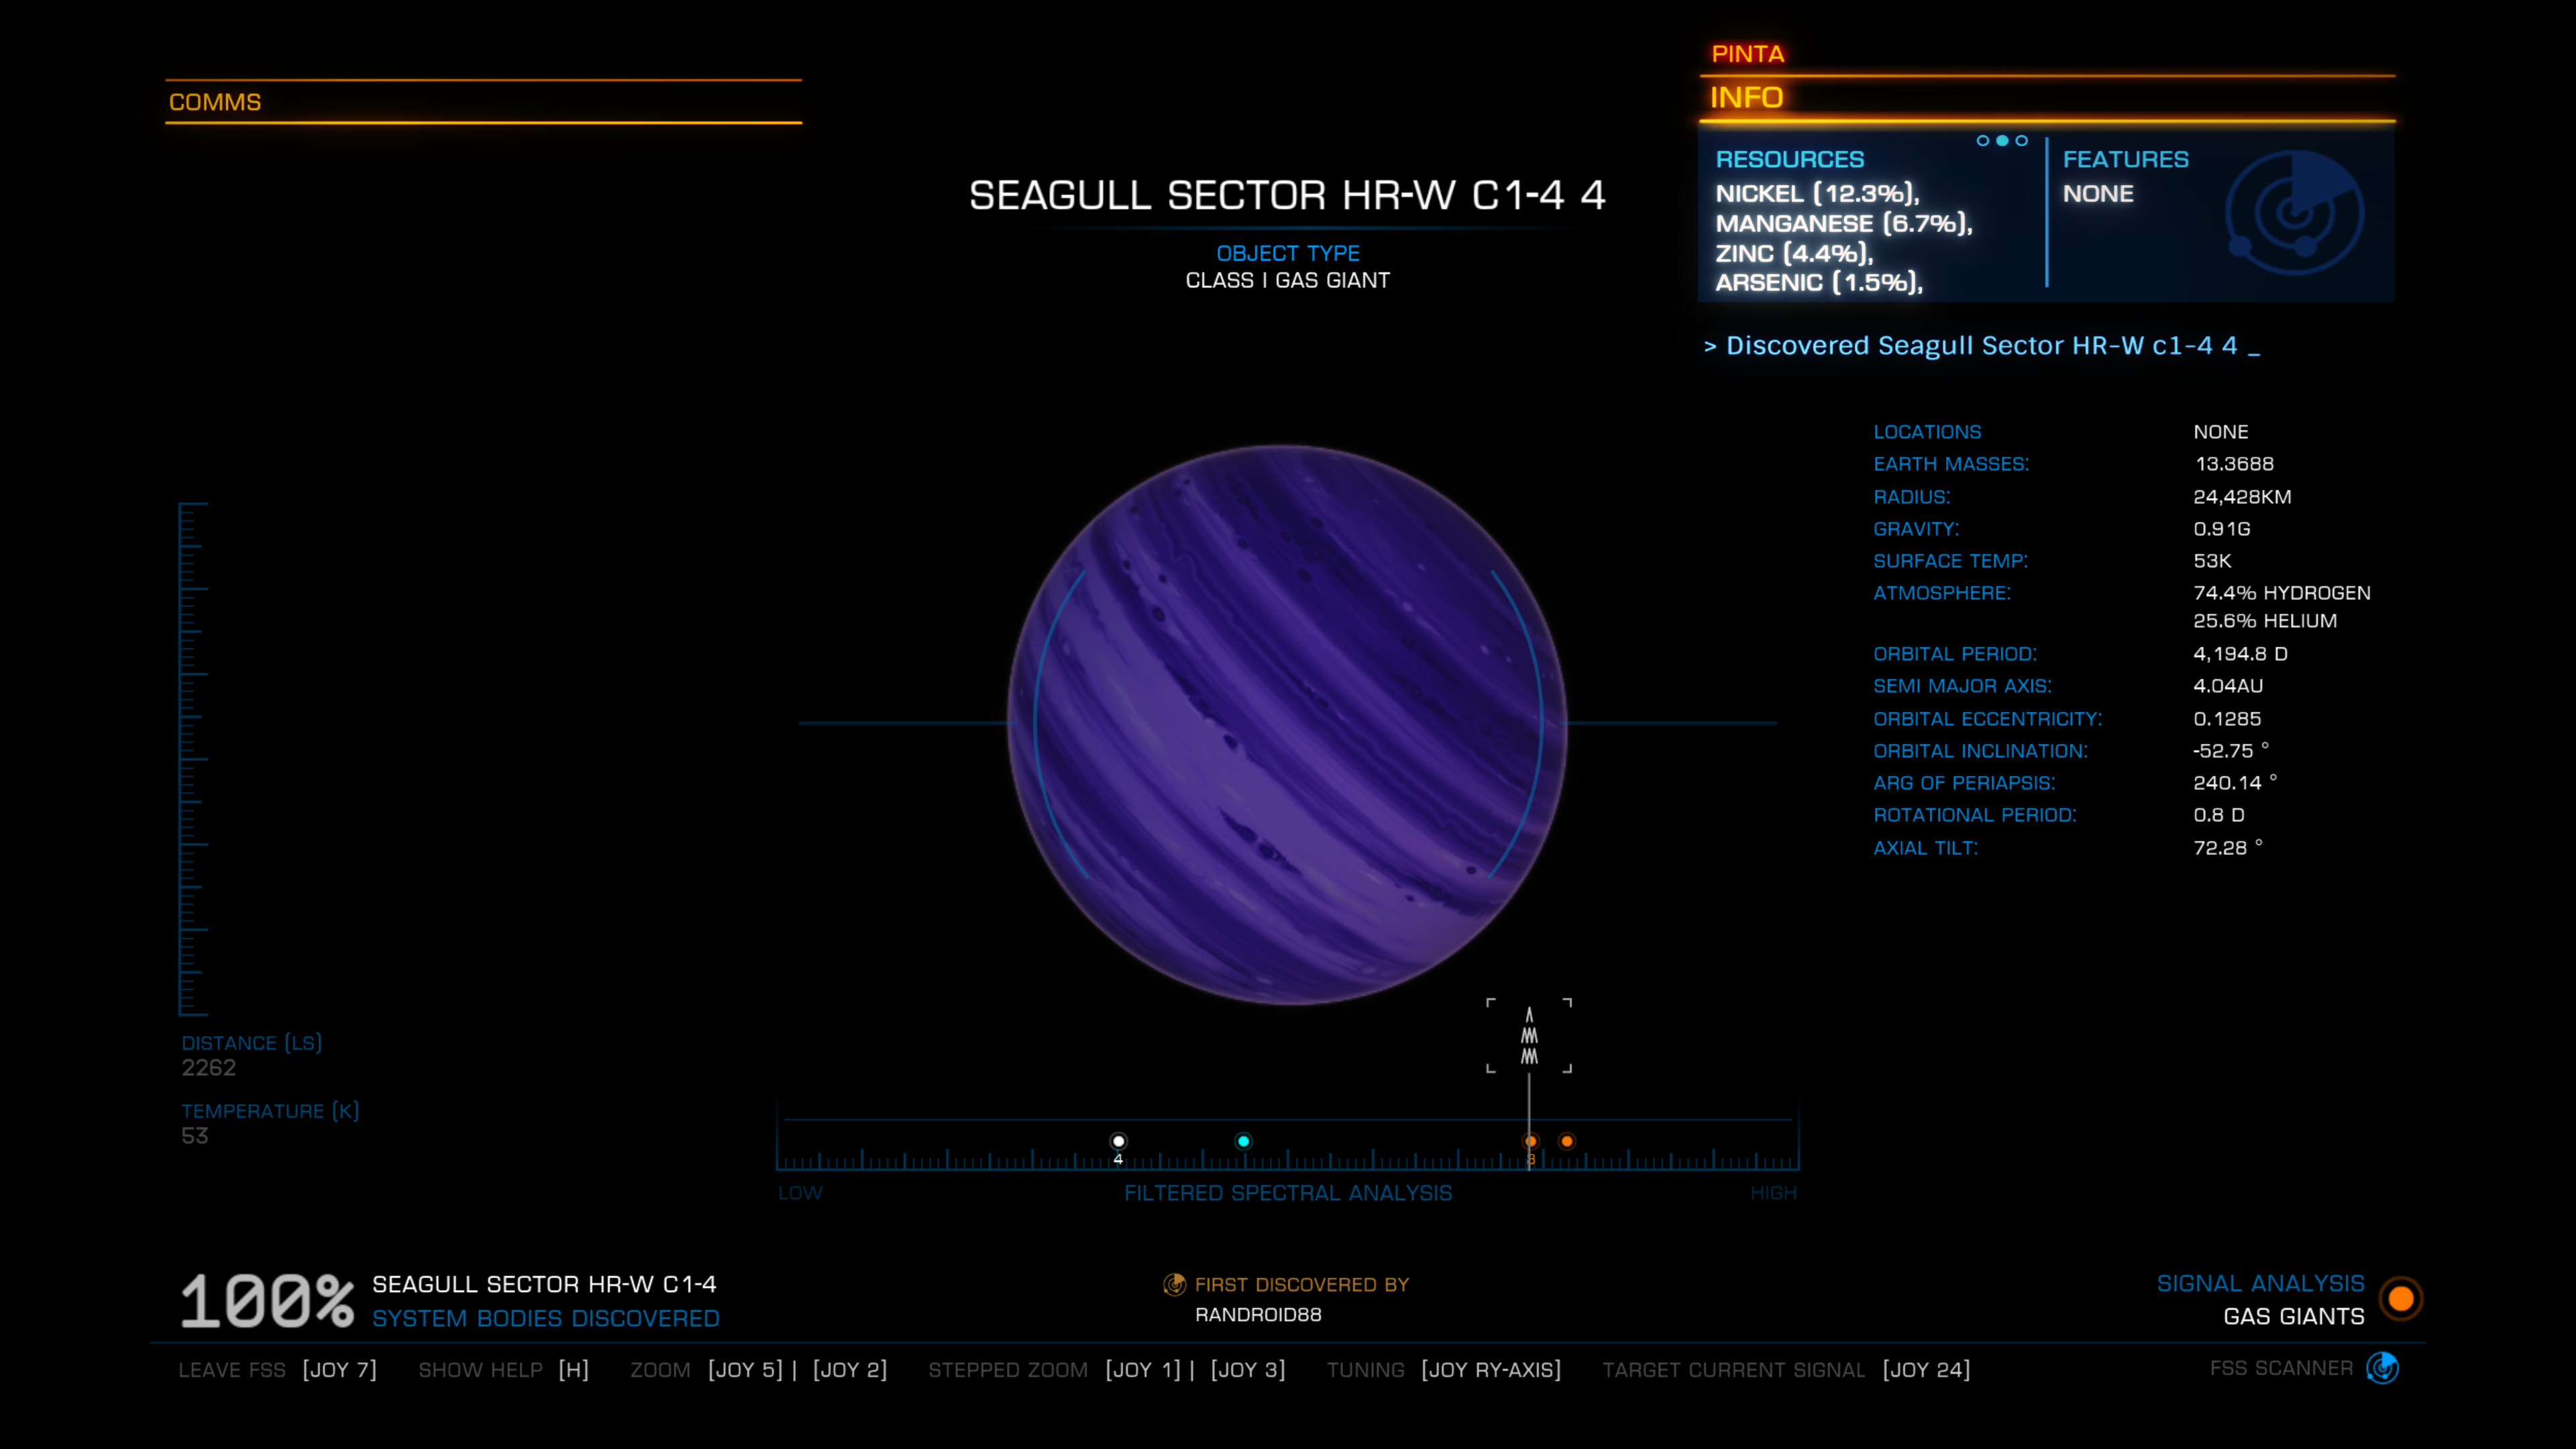 COMMS
PINTA
INFO
RESOURCES
NICKEL (12.3%),
MANGANESE (6.7%),
ZINC (4.4%),
ARSENIC (1.5%),
FEATURES
NONE
> Discovered Seagull Sector HR-W c1-4 4 _
SEAGULL SECTOR HR-W C1-4 4
OBJECT TYPE
CLASS I GAS GIANT
LOCATIONS NONE
EARTH MASSES: 13.3688
RADIUS: 24,428KM
GRAVITY: 0.91G
SURFACE TEMP: 53K
ATMOSPHERE: 74.4% HYDROGEN
25.6% HELIUM
ORBITAL PERIOD: 4,194.8 D
SEMI MAJOR AXIS: 4.04AU
ORBITAL ECCENTRICITY: 0.1285
ORBITAL INCLINATION: -52.75 °
ARG OF PERIAPSIS: 240.14 °
ROTATIONAL PERIOD: 0.8 D
AXIAL TILT: 72.28 °
DISTANCE (LS)
2262
TEMPERATURE (K)
53
4 3
LOW FILTERED SPECTRAL ANALYSIS HIGH
100%
SEAGULL SECTOR HR-W C1-4
SYSTEM BODIES DISCOVERED
FIRST DISCOVERED BY
RANDROID88
SIGNAL ANALYSIS
GAS GIANTS
LEAVE FSS [JOY 7] SHOW HELP [H] ZOOM [JOY 5] | [JOY 2] STEPPED ZOOM [JOY 1] | [JOY 3] TUNING [JOY RY-AXIS] TARGET CURRENT SIGNAL [JOY 24] FSS SCANNER